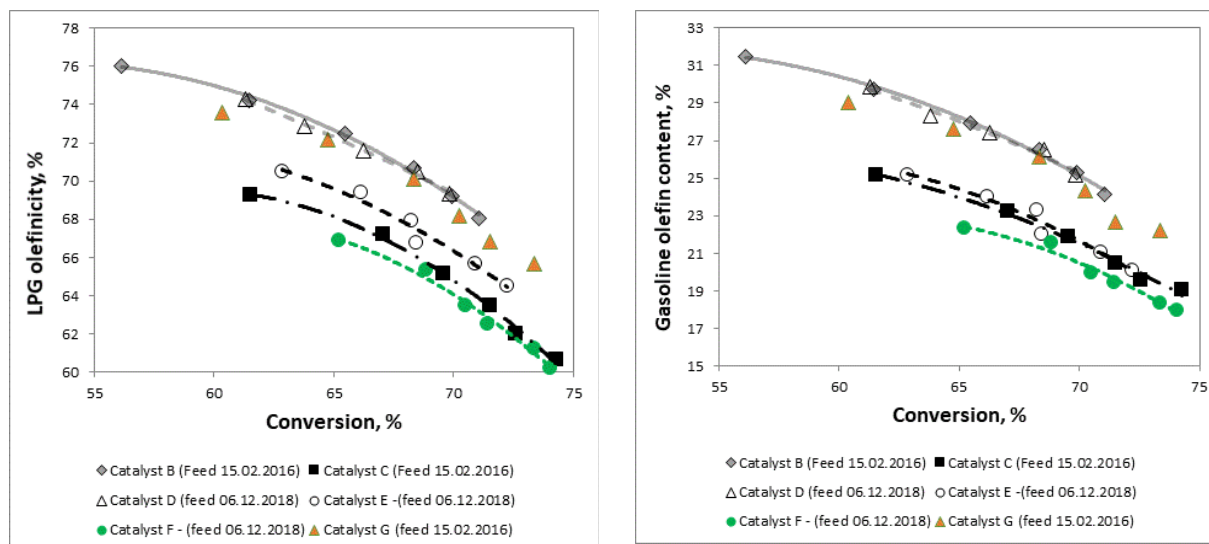 78
76
74
72
70
68
66
64
62
60
LPG olefinicity, %
55 60 65 70 75
Conversion, %
Catalyst B (Feed 15.02.2016) Catalyst C (Feed 15.02.2016)
Catalyst D (feed 06.12.2018) Catalyst E -(feed 06.12.2018)
Catalyst F - (feed 06.12.2018) Catalyst G (feed 15.02.2016)
33
31
29
27
25
23
21
19
17
15
Gasoline olefin content, %
55 60 65 70 75
Conversion, %
Catalyst B (Feed 15.02.2016) Catalyst C (Feed 15.02.2016)
Catalyst D (feed 06.12.2018) Catalyst E -(feed 06.12.2018)
Catalyst F - (feed 06.12.2018) Catalyst G (feed 15.02.2016)